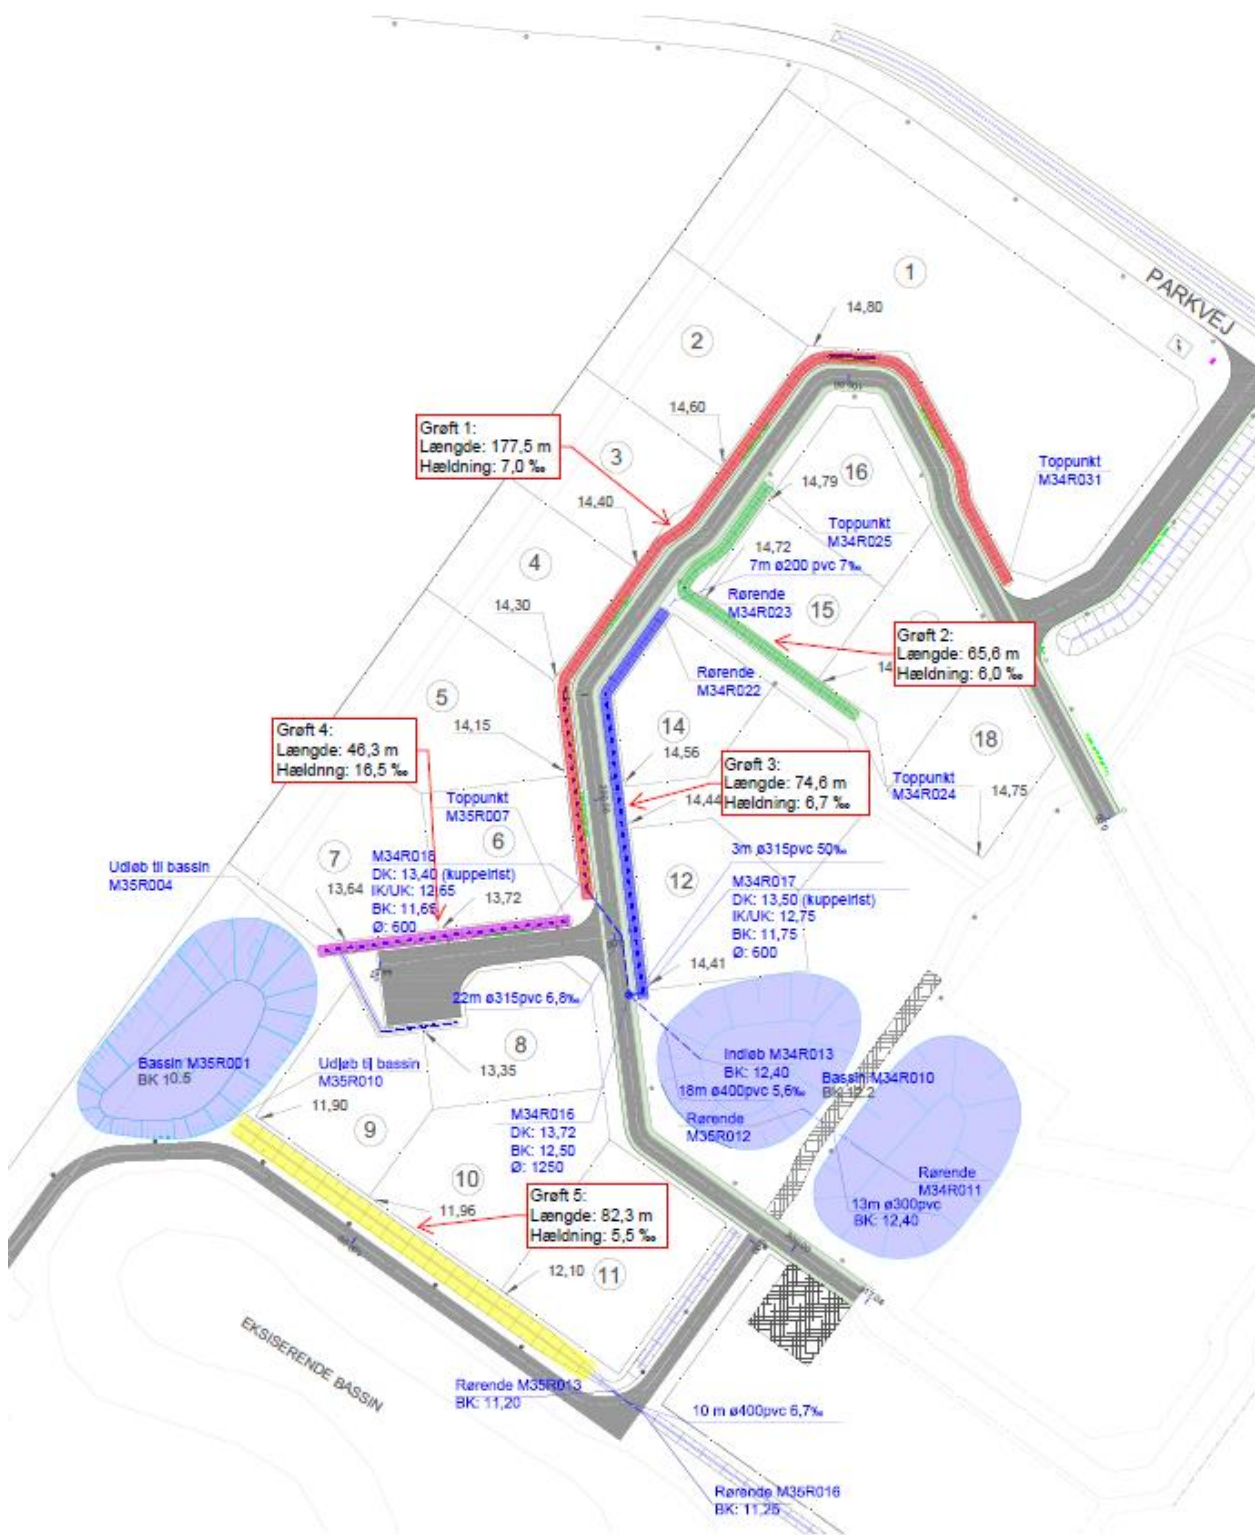 PARKVEJ
1
14,80
2
14,60
Grøft 1:
Længde: 177,5 m
Hældning: 7,0 ‰
3
14,40
16
14,79
Toppunkt
M34R031
Toppunkt
M34R025
14,72
7m ø200 pvc 7‰
4
14,30
Rørende
M34R023
15
Grøft 2:
Længde: 65,6 m
Hældning: 6,0 ‰
Rørende
M34R022
5
14,15
14
14,56
18
14,75
Grøft 4:
Længde: 46,3 m
Hældnng: 16,5 ‰
Grøft 3:
Længde: 74,6 m
Hældning: 6,7 ‰
14,44
Toppunkt
M34R024
Toppunkt
M35R007
6
7
13,64
Udløb til bassin
M35R004
M34R018
DK: 13,40 (kuppelrist)
IK/UK: 12,65
BK: 11,65
Ø: 600
13,72
3m ø315pvc 50‰
12
M34R017
DK: 13,50 (kuppelrist)
IK/UK: 12,75
BK: 11,75
Ø: 600
14,41
22m ø315pvc 6,8‰
8
13,35
Bassin M35R001
BK 10.5
Udløb til bassin
M35R010
11,90
9
Indløb M34R013
BK: 12,40
18m ø400pvc 5,6‰
Bassin M34R010
BK 12.2
Rørende
M35R012
M34R016
DK: 13,72
BK: 12,50
Ø: 1250
Rørende
M34R011
13m ø300pvc
BK: 12,40
10
11,96
Grøft 5:
Længde: 82,3 m
Hældning: 5,5 ‰
12,10
11
EKSISERENDE BASSIN
Rørende M35R013
BK: 11,20
10 m ø400pvc 6,7‰
Rørende M35R016
BK: 11,25